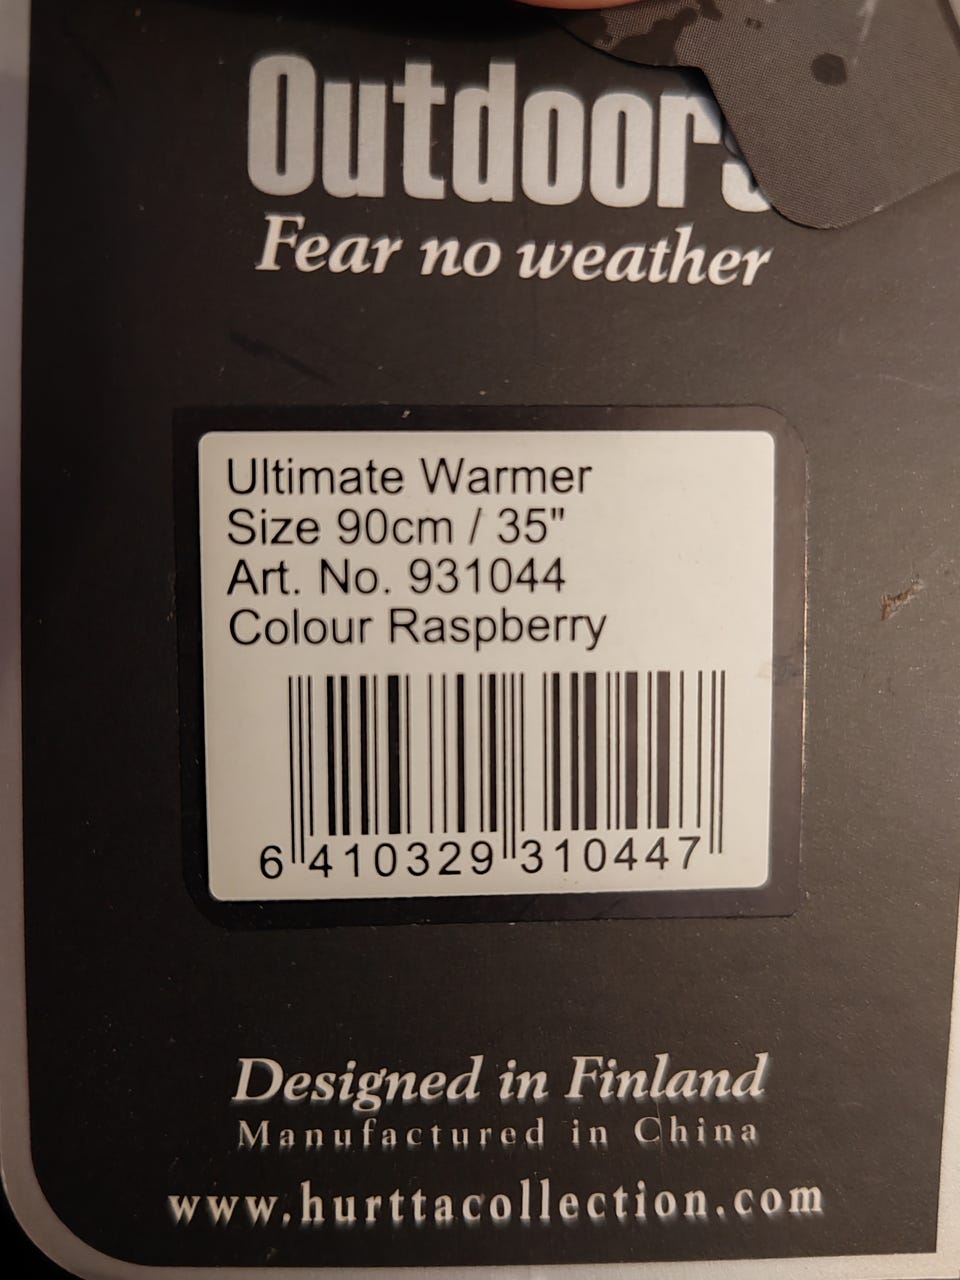 Outdoors
Fear no weather
Ultimate Warmer
Size 90cm / 35"
Art. No. 931044
Colour Raspberry
6 410329 310447
Designed in Finland
Manufactured in China
www.hurttacollection.com